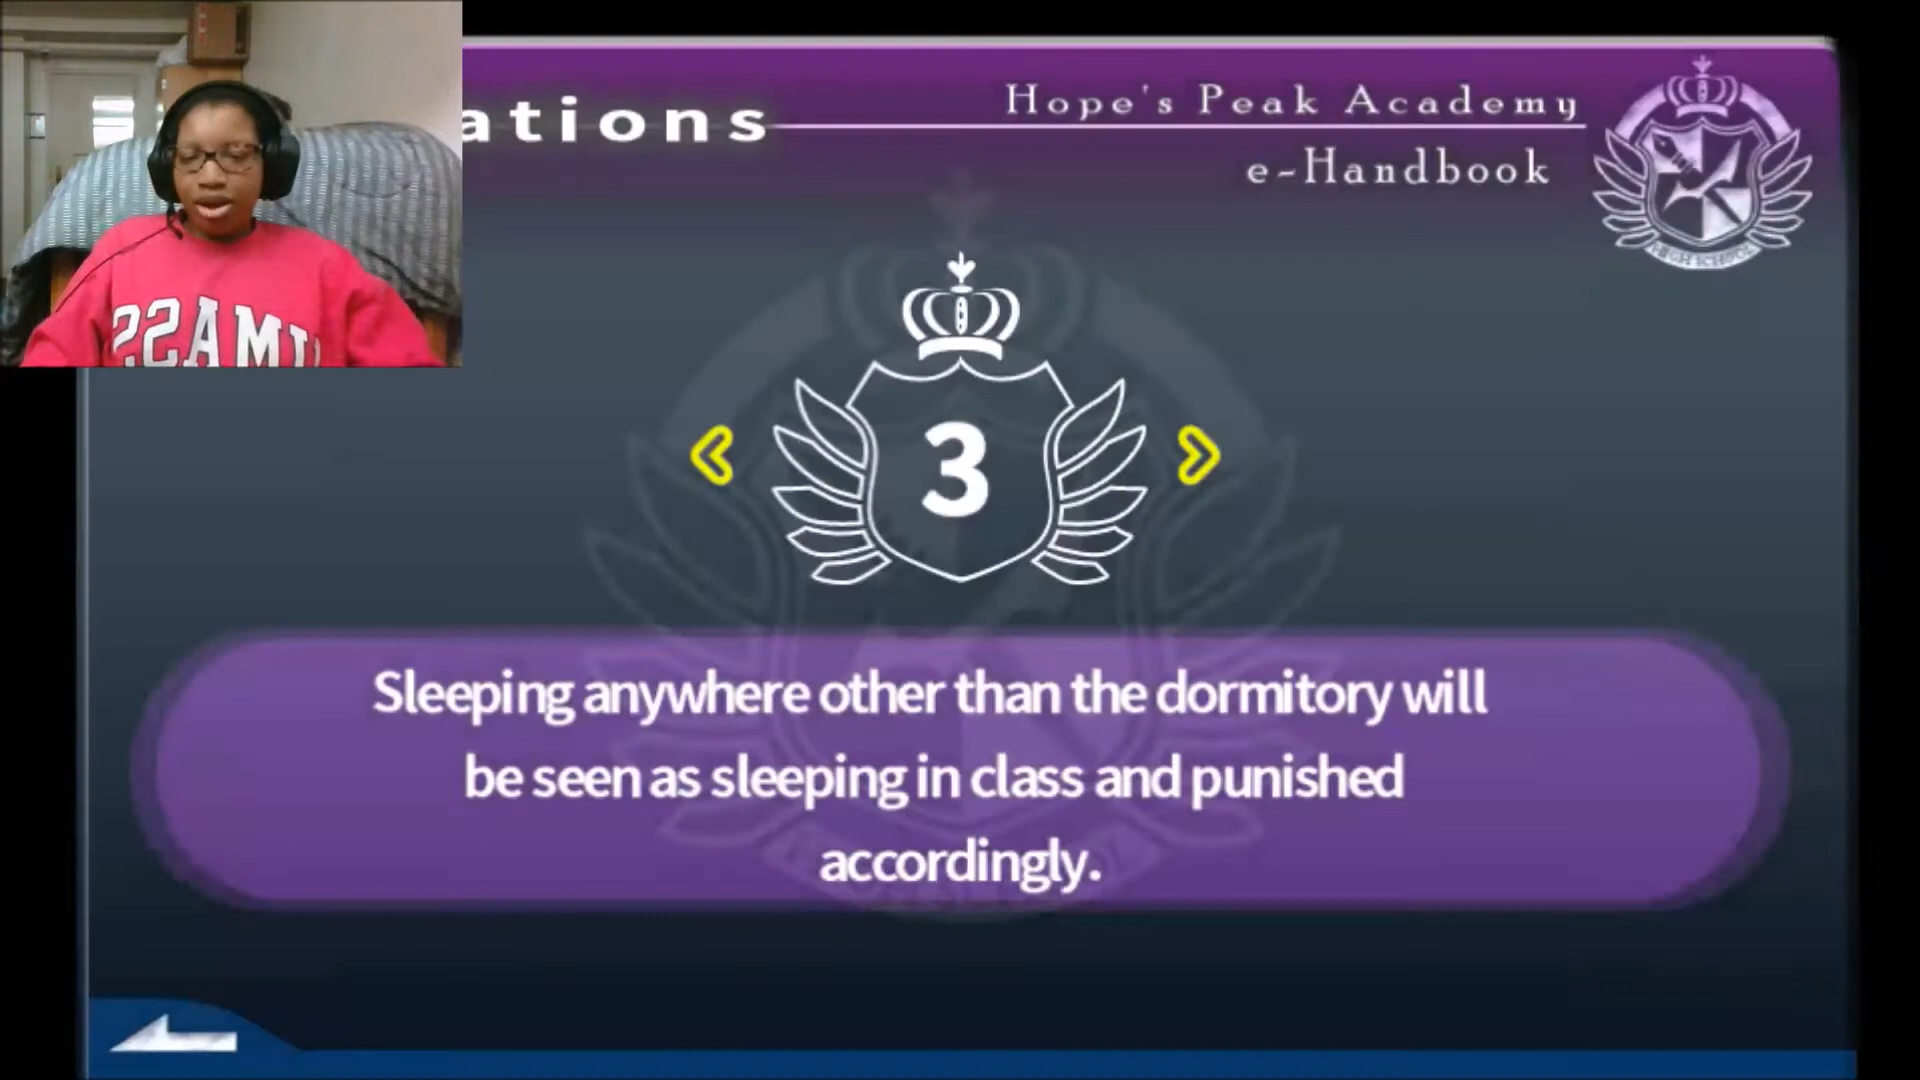 ations
Hope's Peak Academy
e-Handbook
UMASS
3
Sleeping anywhere other than the dormitory will
be seen as sleeping in class and punished
accordingly.